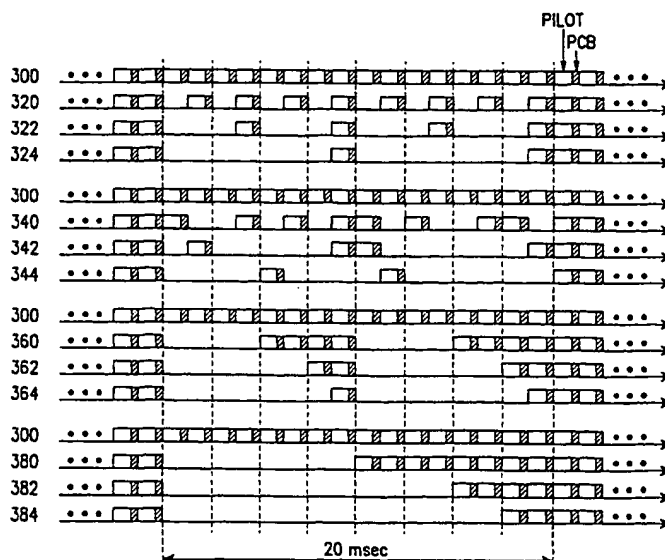 PILOT
PCB
300 • • • • • •
320 • • • • • •
322 • • • • • •
324 • • • • • •
300 • • • • • •
340 • • • • • •
342 • • • • • •
344 • • • • • •
300 • • • • • •
360 • • • • • •
362 • • • • • •
364 • • • • • •
300 • • • • • •
380 • • • • • •
382 • • • • • •
384 • • • • • •
20 msec